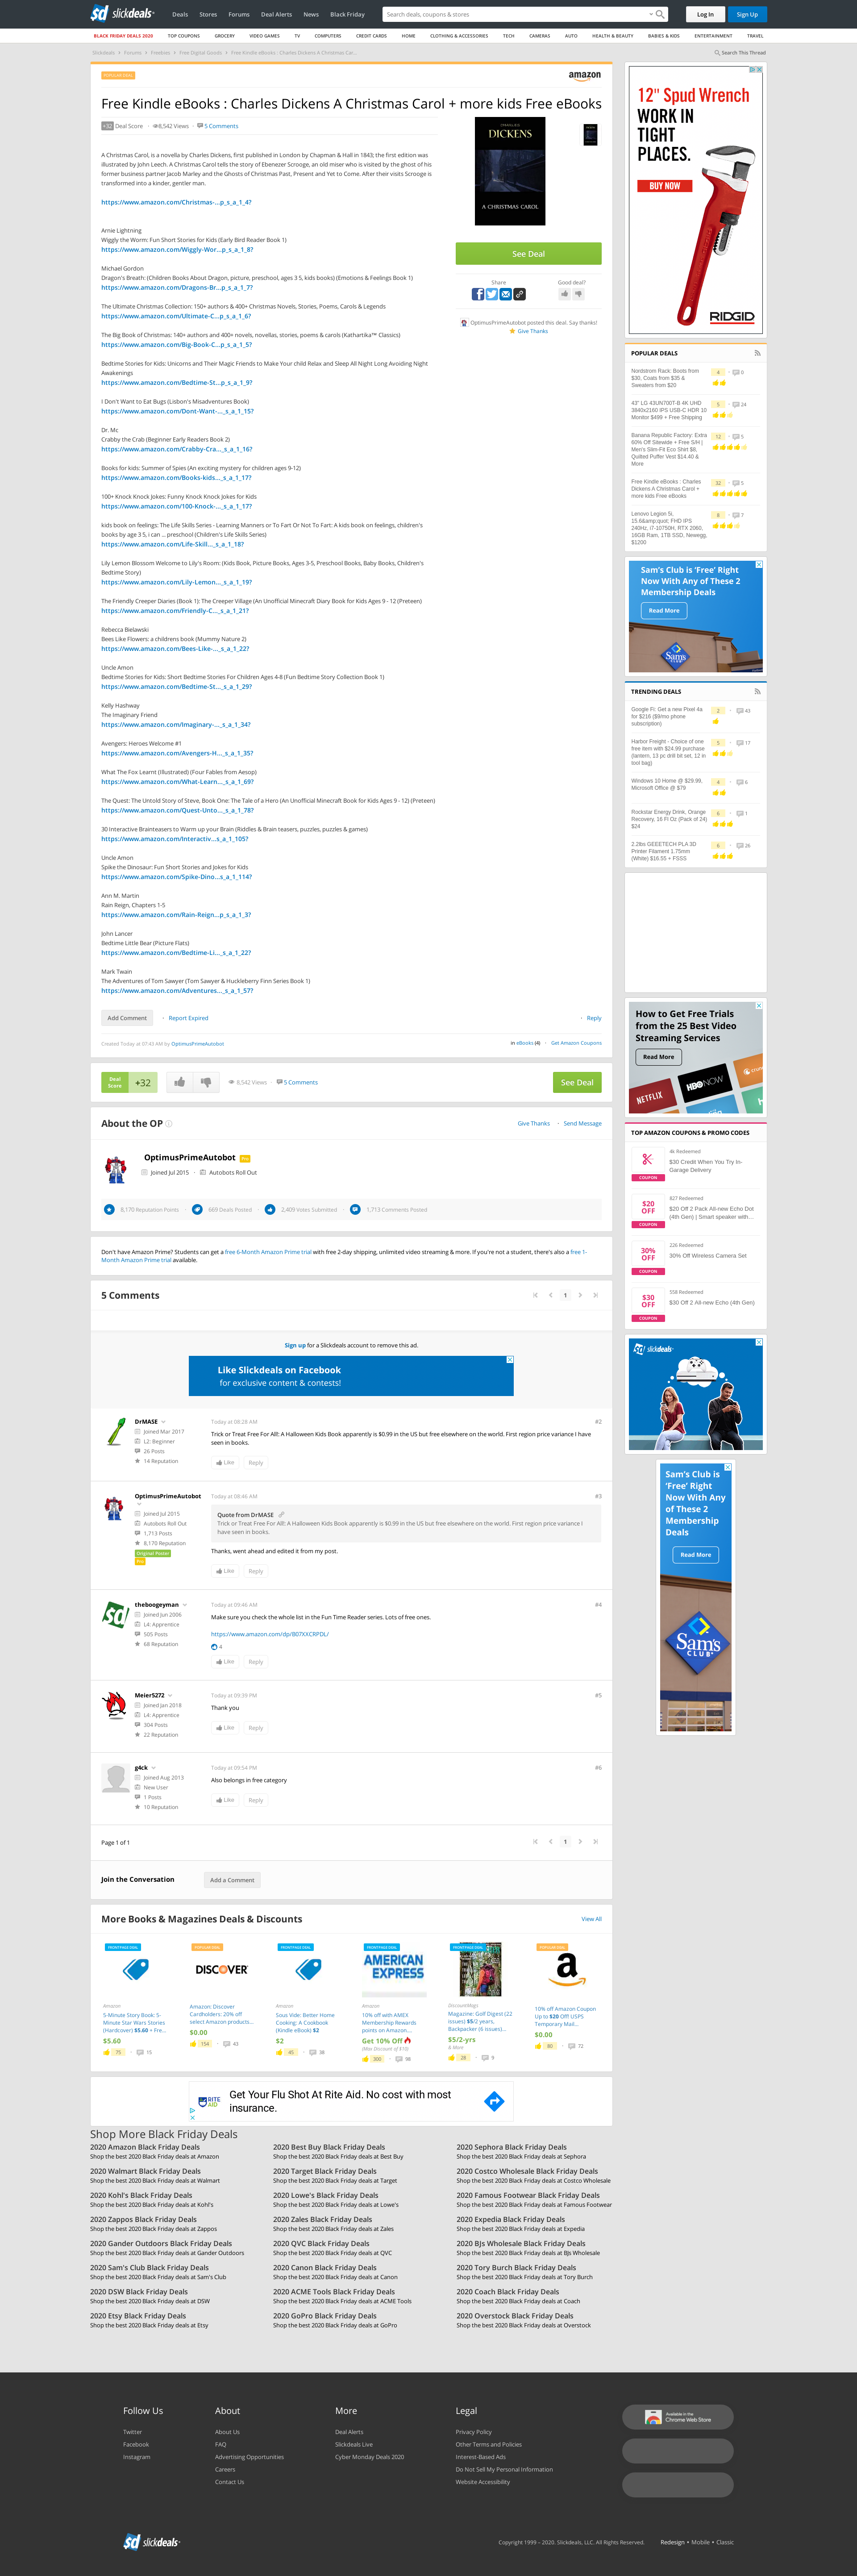 slickdeals
Deals
Stores
Forums
Deal Alerts
News
Black Friday
Search deals, coupons & stores
Log In
Sign Up
BLACK FRIDAY DEALS 2020
TOP COUPONS
GROCERY
VIDEO GAMES
TV
COMPUTERS
CREDIT CARDS
HOME
CLOTHING & ACCESSORIES
TECH
CAMERAS
AUTO
HEALTH & BEAUTY
BABIES & KIDS
ENTERTAINMENT
TRAVEL
Slickdeals
Forums
Freebies
Free Digital Goods
Free Kindle eBooks : Charles Dickens A Christmas Car...
Search This Thread
POPULAR DEAL
amazon
Free Kindle eBooks : Charles Dickens A Christmas Carol + more kids Free eBooks
+32 Deal Score
8,542 Views
5 Comments
A Christmas Carol, is a novella by Charles Dickens, first published in London by Chapman & Hall in 1843; the first edition was
illustrated by John Leech. A Christmas Carol tells the story of Ebenezer Scrooge, an old miser who is visited by the ghost of his
former business partner Jacob Marley and the Ghosts of Christmas Past, Present and Yet to Come. After their visits Scrooge is
transformed into a kinder, gentler man.
https://www.amazon.com/Christmas-...p_s_a_1_4?
Arnie Lightning
Wiggly the Worm: Fun Short Stories for Kids (Early Bird Reader Book 1)
https://www.amazon.com/Wiggly-Wor...p_s_a_1_8?
Michael Gordon
Dragon's Breath: (Children Books About Dragon, picture, preschool, ages 3 5, kids books) (Emotions & Feelings Book 1)
https://www.amazon.com/Dragons-Br...p_s_a_1_7?
The Ultimate Christmas Collection: 150+ authors & 400+ Christmas Novels, Stories, Poems, Carols & Legends
https://www.amazon.com/Ultimate-C...p_s_a_1_6?
The Big Book of Christmas: 140+ authors and 400+ novels, novellas, stories, poems & carols (Kathartika™ Classics)
https://www.amazon.com/Big-Book-C...p_s_a_1_5?
Bedtime Stories for Kids: Unicorns and Their Magic Friends to Make Your child Relax and Sleep All Night Long Avoiding Night
Awakenings
https://www.amazon.com/Bedtime-St...p_s_a_1_9?
I Don't Want to Eat Bugs (Lisbon's Misadventures Book)
https://www.amazon.com/Dont-Want-..._s_a_1_15?
Dr. Mc
Crabby the Crab (Beginner Early Readers Book 2)
https://www.amazon.com/Crabby-Cra..._s_a_1_16?
Books for kids: Summer of Spies (An exciting mystery for children ages 9-12)
https://www.amazon.com/Books-kids..._s_a_1_17?
100+ Knock Knock Jokes: Funny Knock Knock Jokes for Kids
https://www.amazon.com/100-Knock-..._s_a_1_17?
kids book on feelings: The Life Skills Series - Learning Manners or To Fart Or Not To Fart: A kids book on feelings, children's
books by age 3 5, i can ... preschool (Children's Life Skills Series)
https://www.amazon.com/Life-Skill..._s_a_1_18?
Lily Lemon Blossom Welcome to Lily's Room: (Kids Book, Picture Books, Ages 3-5, Preschool Books, Baby Books, Children's
Bedtime Story)
https://www.amazon.com/Lily-Lemon..._s_a_1_19?
The Friendly Creeper Diaries (Book 1): The Creeper Village (An Unofficial Minecraft Diary Book for Kids Ages 9 - 12 (Preteen)
https://www.amazon.com/Friendly-C..._s_a_1_21?
Rebecca Bielawski
Bees Like Flowers: a childrens book (Mummy Nature 2)
https://www.amazon.com/Bees-Like-..._s_a_1_22?
Uncle Amon
Bedtime Stories for Kids: Short Bedtime Stories For Children Ages 4-8 (Fun Bedtime Story Collection Book 1)
https://www.amazon.com/Bedtime-St..._s_a_1_29?
Kelly Hashway
The Imaginary Friend
https://www.amazon.com/Imaginary-..._s_a_1_34?
Avengers: Heroes Welcome #1
https://www.amazon.com/Avengers-H..._s_a_1_35?
What The Fox Learnt (Illustrated) (Four Fables from Aesop)
https://www.amazon.com/What-Learn..._s_a_1_69?
The Quest: The Untold Story of Steve, Book One: The Tale of a Hero (An Unofficial Minecraft Book for Kids Ages 9 - 12) (Preteen)
https://www.amazon.com/Quest-Unto..._s_a_1_78?
30 Interactive Brainteasers to Warm up your Brain (Riddles & Brain teasers, puzzles, puzzles & games)
https://www.amazon.com/Interactiv...s_a_1_105?
Uncle Amon
Spike the Dinosaur: Fun Short Stories and Jokes for Kids
https://www.amazon.com/Spike-Dino...s_a_1_114?
Ann M. Martin
Rain Reign, Chapters 1-5
https://www.amazon.com/Rain-Reign...p_s_a_1_3?
John Lancer
Bedtime Little Bear (Picture Flats)
https://www.amazon.com/Bedtime-Li..._s_a_1_22?
Mark Twain
The Adventures of Tom Sawyer (Tom Sawyer & Huckleberry Finn Series Book 1)
https://www.amazon.com/Adventures..._s_a_1_57?
Add Comment
Report Expired
Reply
Created Today at 07:43 AM by OptimusPrimeAutobot
in eBooks (4)
Get Amazon Coupons
DICKENS
A CHRISTMAS CAROL
See Deal
Share
Good deal?
OptimusPrimeAutobot posted this deal. Say thanks!
Give Thanks
Deal
Score
+32
8,542 Views
5 Comments
See Deal
About the OP
Give Thanks
Send Message
OptimusPrimeAutobot
Pro
Joined Jul 2015
Autobots Roll Out
8,170 Reputation Points
669 Deals Posted
2,409 Votes Submitted
1,713 Comments Posted
Don't have Amazon Prime? Students can get a free 6-Month Amazon Prime trial with free 2-day shipping, unlimited video streaming & more. If you're not a student, there's also a free 1-
Month Amazon Prime trial available.
5 Comments
1
Sign up for a Slickdeals account to remove this ad.
Like Slickdeals on Facebook
for exclusive content & contests!
DrMASE
Joined Mar 2017
L2: Beginner
26 Posts
14 Reputation
Today at 08:28 AM
#2
Trick or Treat Free For All!: A Halloween Kids Book apparently is $0.99 in the US but free elsewhere on the world. First region price variance I have
seen in books.
Like
Reply
OptimusPrimeAutobot
Joined Jul 2015
Autobots Roll Out
1,713 Posts
8,170 Reputation
Original Poster
Pro
Today at 08:46 AM
#3
Quote from DrMASE
Trick or Treat Free For All!: A Halloween Kids Book apparently is $0.99 in the US but free elsewhere on the world. First region price variance I
have seen in books.
Thanks, went ahead and edited it from my post.
Like
Reply
theboogeyman
Joined Jun 2006
L4: Apprentice
505 Posts
68 Reputation
Today at 09:46 AM
#4
Make sure you check the whole list in the Fun Time Reader series. Lots of free ones.
https://www.amazon.com/dp/B07XXCRPDL/
4
Like
Reply
Meier5272
Joined Jan 2018
L4: Apprentice
304 Posts
22 Reputation
Today at 09:39 PM
#5
Thank you
Like
Reply
g4ck
Joined Aug 2013
New User
1 Posts
10 Reputation
Today at 09:54 PM
#6
Also belongs in free category
Like
Reply
Page 1 of 1
1
Join the Conversation
Add a Comment
More Books & Magazines Deals & Discounts
View All
FRONTPAGE DEAL
Amazon
5-Minute Story Book: 5-
Minute Star Wars Stories
(Hardcover) $5.60 + Fre...
$5.60
75
15
POPULAR DEAL
DISCOVER
Amazon: Discover
Cardholders: 20% off
select Amazon products...
$0.00
154
43
FRONTPAGE DEAL
Amazon
Sous Vide: Better Home
Cooking: A Cookbook
(Kindle eBook) $2
$2
45
38
FRONTPAGE DEAL
AMERICAN
EXPRESS
Amazon
10% off with AMEX
Membership Rewards
points on Amazon....
Get 10% Off
(Max Discount of $10)
300
98
FRONTPAGE DEAL
DiscountMags
Magazine: Golf Digest (22
issues) $5/2 years,
Backpacker (6 Issues)...
$5/2-yrs
& More
28
9
POPULAR DEAL
10% off Amazon Coupon
Up to $20 Off! USPS
Temporary Mail...
$0.00
80
72
RITE AID
Get Your Flu Shot At Rite Aid. No cost with most
insurance.
Shop More Black Friday Deals
2020 Amazon Black Friday Deals
Shop the best 2020 Black Friday deals at Amazon
2020 Best Buy Black Friday Deals
Shop the best 2020 Black Friday deals at Best Buy
2020 Sephora Black Friday Deals
Shop the best 2020 Black Friday deals at Sephora
2020 Walmart Black Friday Deals
Shop the best 2020 Black Friday deals at Walmart
2020 Target Black Friday Deals
Shop the best 2020 Black Friday deals at Target
2020 Costco Wholesale Black Friday Deals
Shop the best 2020 Black Friday deals at Costco Wholesale
2020 Kohl's Black Friday Deals
Shop the best 2020 Black Friday deals at Kohl's
2020 Lowe's Black Friday Deals
Shop the best 2020 Black Friday deals at Lowe's
2020 Famous Footwear Black Friday Deals
Shop the best 2020 Black Friday deals at Famous Footwear
2020 Zappos Black Friday Deals
Shop the best 2020 Black Friday deals at Zappos
2020 Zales Black Friday Deals
Shop the best 2020 Black Friday deals at Zales
2020 Expedia Black Friday Deals
Shop the best 2020 Black Friday deals at Expedia
2020 Gander Outdoors Black Friday Deals
Shop the best 2020 Black Friday deals at Gander Outdoors
2020 QVC Black Friday Deals
Shop the best 2020 Black Friday deals at QVC
2020 BJs Wholesale Black Friday Deals
Shop the best 2020 Black Friday deals at BJs Wholesale
2020 Sam's Club Black Friday Deals
Shop the best 2020 Black Friday deals at Sam's Club
2020 Canon Black Friday Deals
Shop the best 2020 Black Friday deals at Canon
2020 Tory Burch Black Friday Deals
Shop the best 2020 Black Friday deals at Tory Burch
2020 DSW Black Friday Deals
Shop the best 2020 Black Friday deals at DSW
2020 ACME Tools Black Friday Deals
Shop the best 2020 Black Friday deals at ACME Tools
2020 Coach Black Friday Deals
Shop the best 2020 Black Friday deals at Coach
2020 Etsy Black Friday Deals
Shop the best 2020 Black Friday deals at Etsy
2020 GoPro Black Friday Deals
Shop the best 2020 Black Friday deals at GoPro
2020 Overstock Black Friday Deals
Shop the best 2020 Black Friday deals at Overstock
12" Spud Wrench
WORK IN
TIGHT
PLACES.
BUY NOW
RIDGID
POPULAR DEALS
Nordstrom Rack: Boots from
$30, Coats from $35 &
Sweaters from $20
4
0
43" LG 43UN700T-B 4K UHD
3840x2160 IPS USB-C HDR 10
Monitor $499 + Free Shipping
5
24
Banana Republic Factory: Extra
60% Off Sitewide + Free S/H |
Men's Slim-Fit Eco Shirt $8,
Quilted Puffer Vest $14.40 &
More
12
5
Free Kindle eBooks : Charles
Dickens A Christmas Carol +
more kids Free eBooks
32
5
Lenovo Legion 5i,
15.6&amp;quot; FHD IPS
240Hz, i7-10750H, RTX 2060,
16GB Ram, 1TB SSD, Newegg,
$1200
8
7
Sam's Club is 'Free' Right
Now With Any of These 2
Membership Deals
Read More
Sam's
TRENDING DEALS
Google Fi: Get a new Pixel 4a
for $216 ($9/mo phone
subscription)
2
43
Harbor Freight - Choice of one
free item with $24.99 purchase
(lantern, 13 pc drill bit set, 12 in
tool bag)
5
17
Windows 10 Home @ $29.99,
Microsoft Office @ $79
4
6
Rockstar Energy Drink, Orange
Recovery, 16 Fl Oz (Pack of 24)
$24
6
1
2.2lbs GEEETECH PLA 3D
Printer Filament 1.75mm
(White) $16.55 + FSSS
6
26
How to Get Free Trials
from the 25 Best Video
Streaming Services
Read More
NETFLIX
HBO NOW
TOP AMAZON COUPONS & PROMO CODES
COUPON
4k Redeemed
$30 Credit When You Try In-
Garage Delivery
$20
OFF
COUPON
827 Redeemed
$20 Off 2 Pack All-new Echo Dot
(4th Gen) | Smart speaker with...
30%
OFF
COUPON
226 Redeemed
30% Off Wireless Camera Set
$30
OFF
COUPON
558 Redeemed
$30 Off 2 All-new Echo (4th Gen)
slickdeals
Sam's Club is
'Free' Right
Now With Any
of These 2
Membership
Deals
Read More
Sam's
CLUB
Follow Us
Twitter
Facebook
Instagram
About
About Us
FAQ
Advertising Opportunities
Careers
Contact Us
More
Deal Alerts
Slickdeals Live
Cyber Monday Deals 2020
Legal
Privacy Policy
Other Terms and Policies
Interest-Based Ads
Do Not Sell My Personal Information
Website Accessibility
Available in the
Chrome Web Store
slickdeals
Copyright 1999 - 2020. Slickdeals, LLC. All Rights Reserved.
Redesign • Mobile • Classic